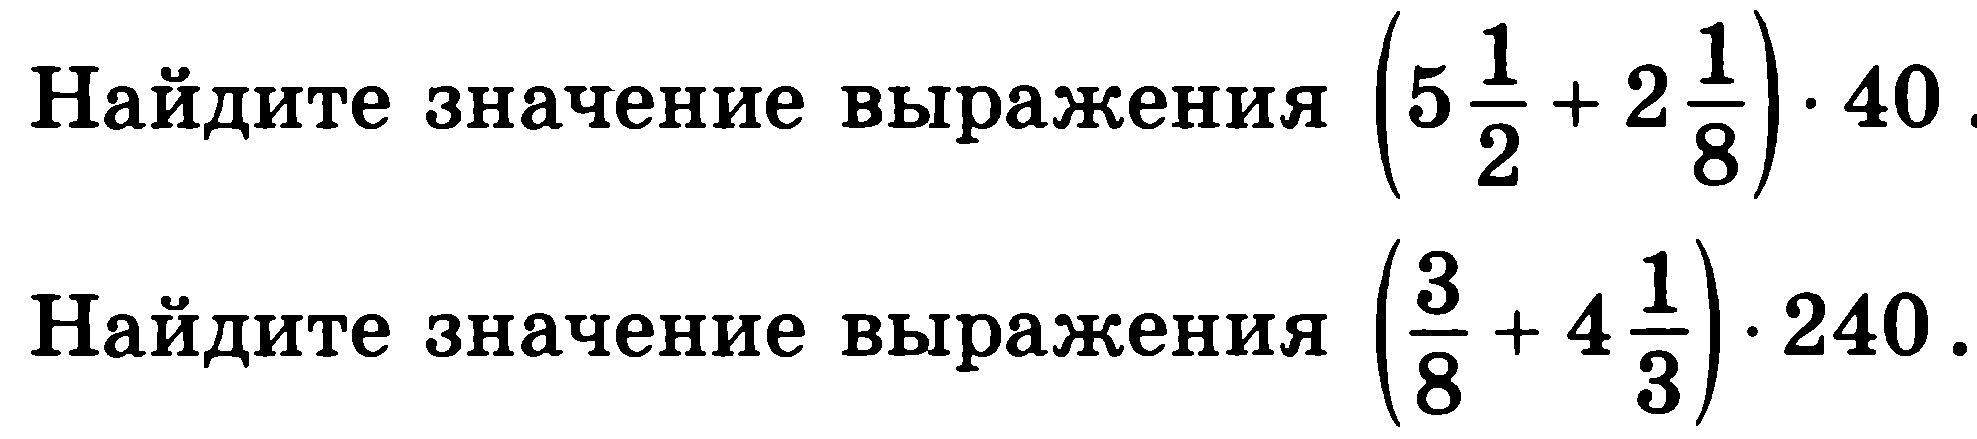 Найдите значение выражения (5 1/2 + 2 1/8) · 40 .
Найдите значение выражения (3/8 + 4 1/3) · 240 .